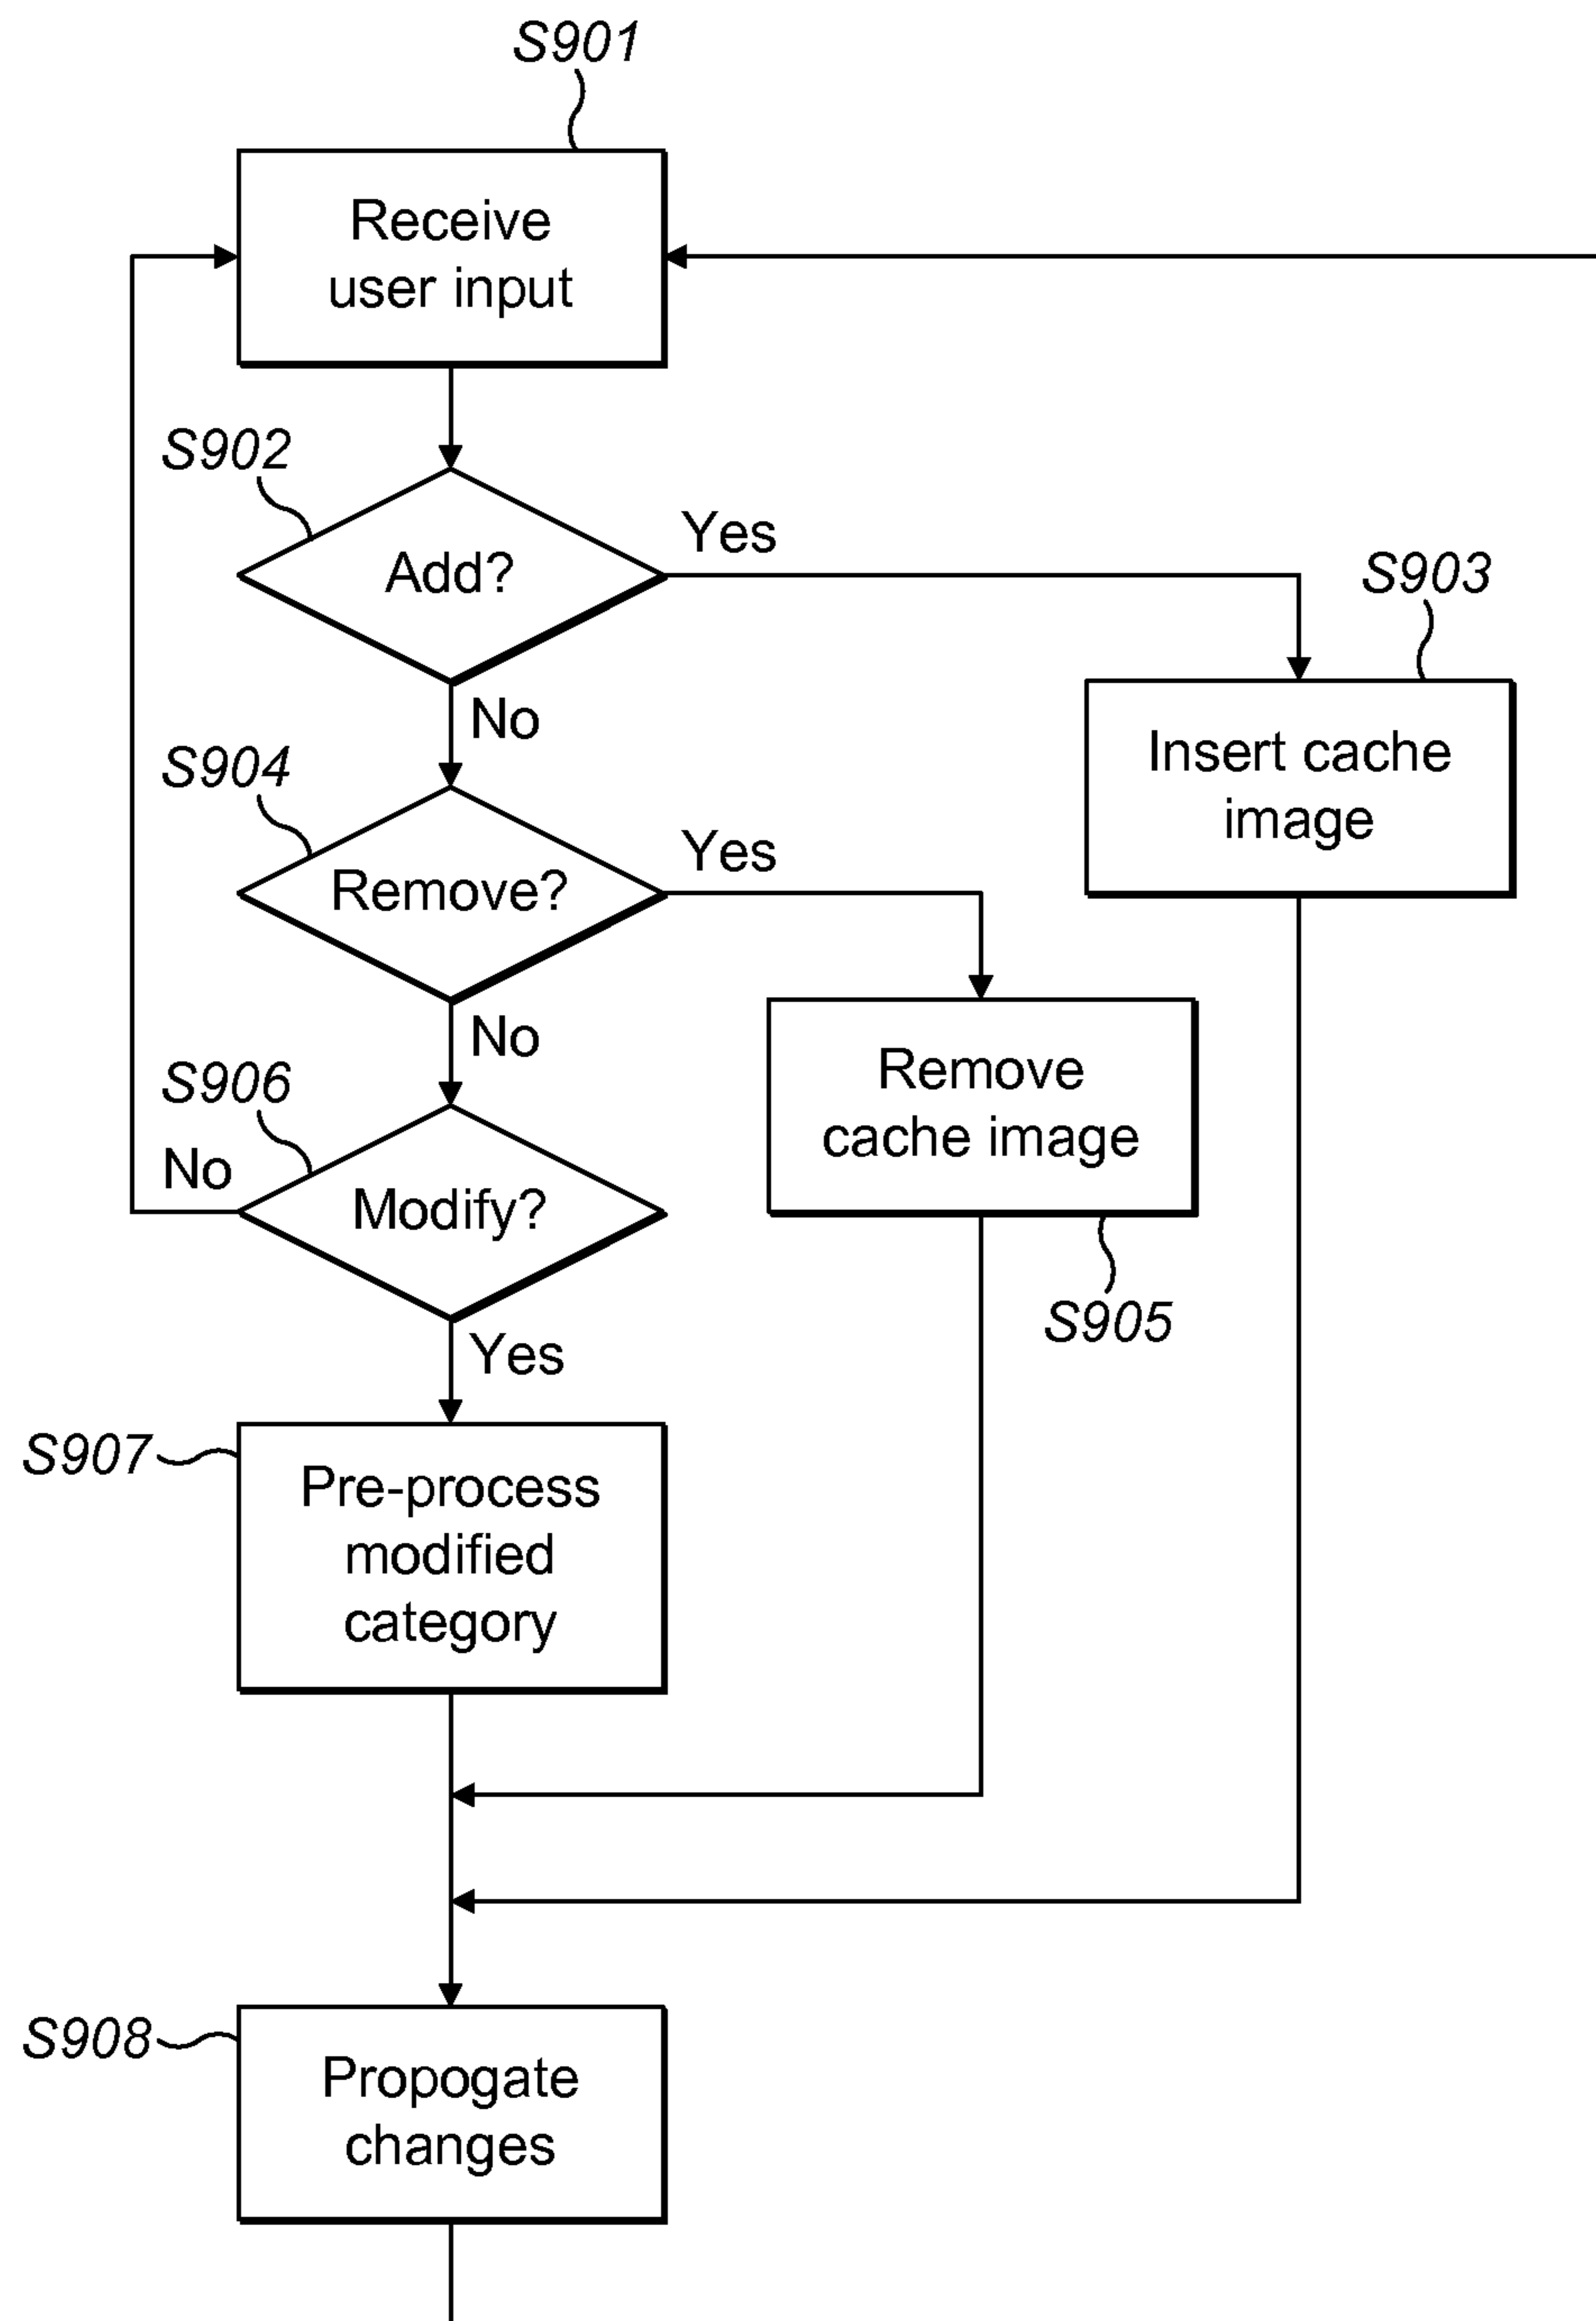 S901
Receive
user input
S902
Add?
Yes
S903
Insert cache
image
No
S904
Remove?
Yes
Remove
cache image
S905
No
S906
No
Modify?
Yes
S907
Pre-process
modified
category
S908
Propogate
changes